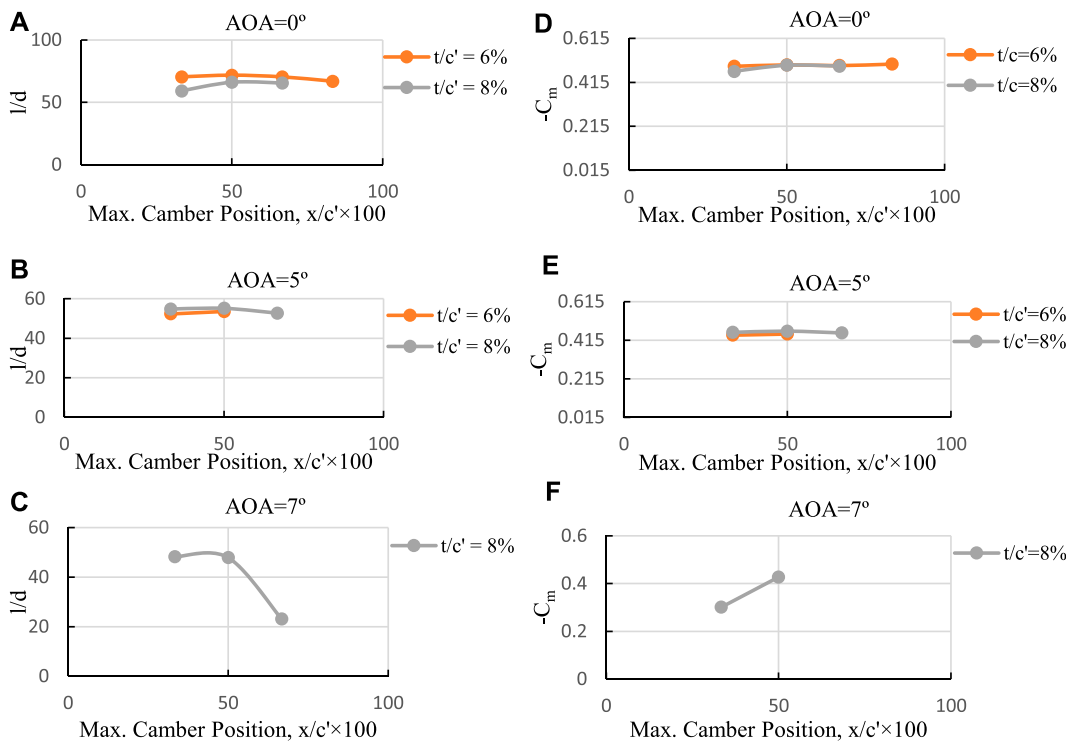 A
AOA=0º
100
50
0
l/d
0
50
100
Max. Camber Position, x/c'×100
t/c' = 6%
t/c' = 8%
D
AOA=0º
0.615
0.415
0.215
0.015
-Cm
0
50
100
Max. Camber Position, x/c'×100
t/c=6%
t/c=8%
B
AOA=5º
60
40
20
0
l/d
0
50
100
Max. Camber Position, x/c'×100
t/c' = 6%
t/c' = 8%
E
AOA=5º
0.615
0.415
0.215
0.015
-Cm
0
50
100
Max. Camber Position, x/c'×100
t/c'=6%
t/c'=8%
C
AOA=7º
60
40
20
0
l/d
0
50
100
Max. Camber Position, x/c'×100
t/c' = 8%
F
AOA=7º
0.6
0.4
0.2
0
-Cm
0
50
100
Max. Camber Position, x/c'×100
t/c'=8%